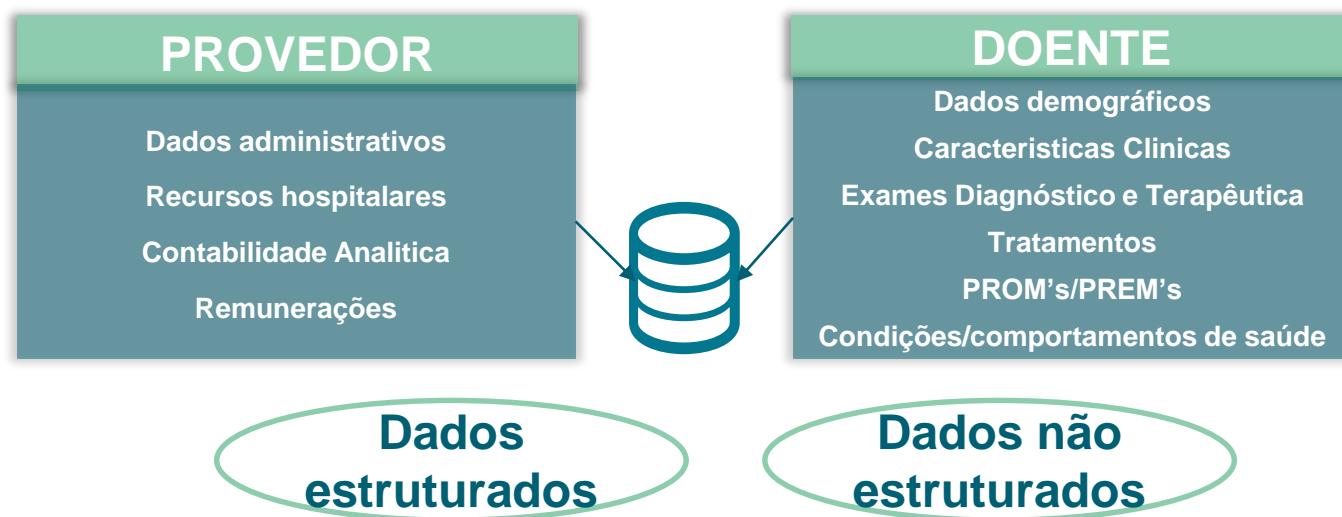 PROVEDOR
Dados administrativos
Recursos hospitalares
Contabilidade Analitica
Remunerações
DOENTE
Dados demográficos
Caracteristicas Clinicas
Exames Diagnóstico e Terapêutica
Tratamentos
PROM’s/PREM’s
Condições/comportamentos de saúde
Dados
estruturados
Dados não
estruturados